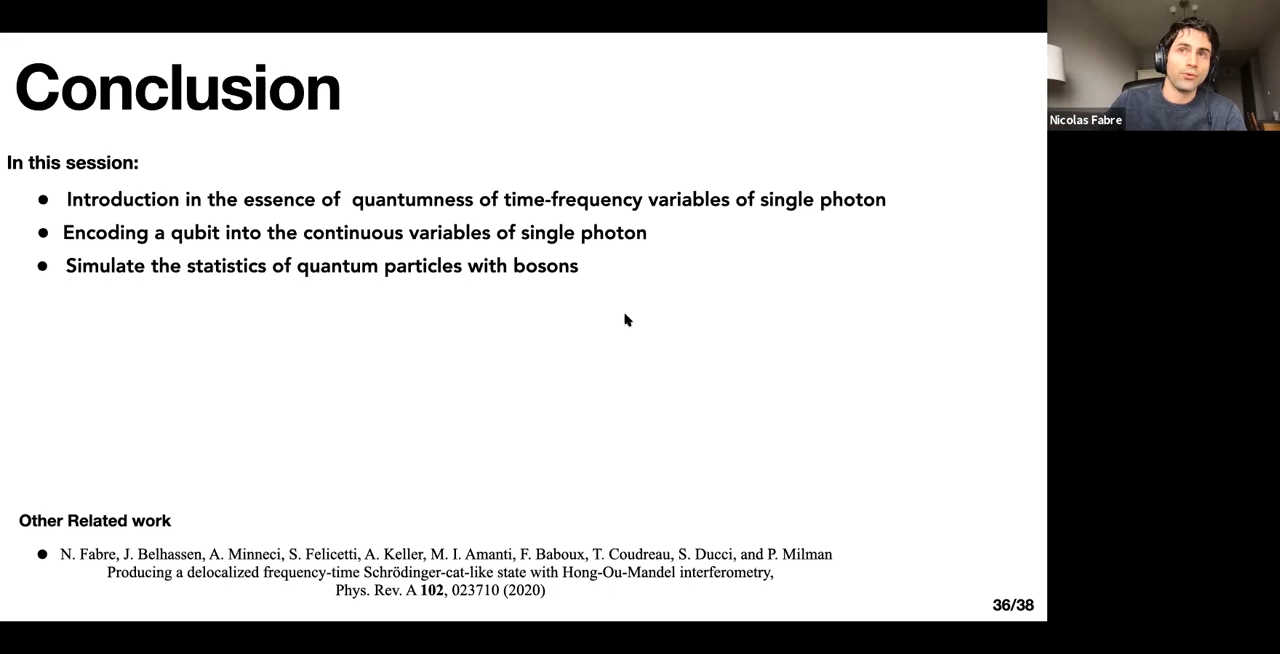 Conclusion
In this session:
● Introduction in the essence of quantumness of time-frequency variables of single photon
● Encoding a qubit into the continuous variables of single photon
● Simulate the statistics of quantum particles with bosons
Other Related work
● N. Fabre, J. Belhassen, A. Minneci, S. Felicetti, A. Keller, M. I. Amanti, F. Baboux, T. Coudreau, S. Ducci, and P. Milman
Producing a delocalized frequency-time Schrödinger-cat-like state with Hong-Ou-Mandel interferometry,
Phys. Rev. A 102, 023710 (2020)
36/38
Nicolas Fabre